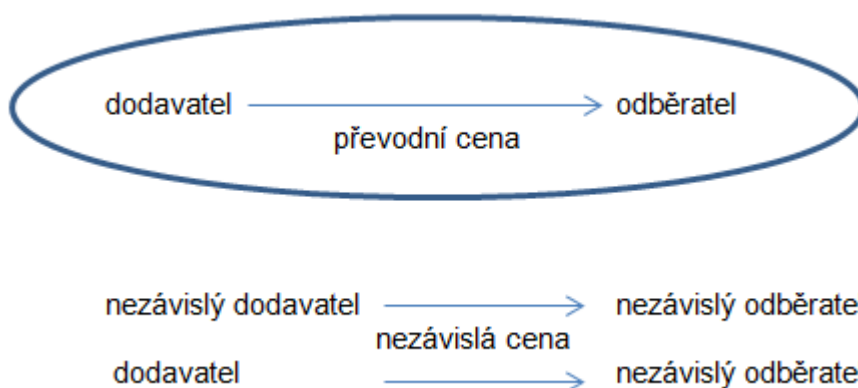 dodavatel odběratel
převodní cena
nezávislý dodavatel nezávislý odběrate
nezávislá cena
dodavatel nezávislý odběrate